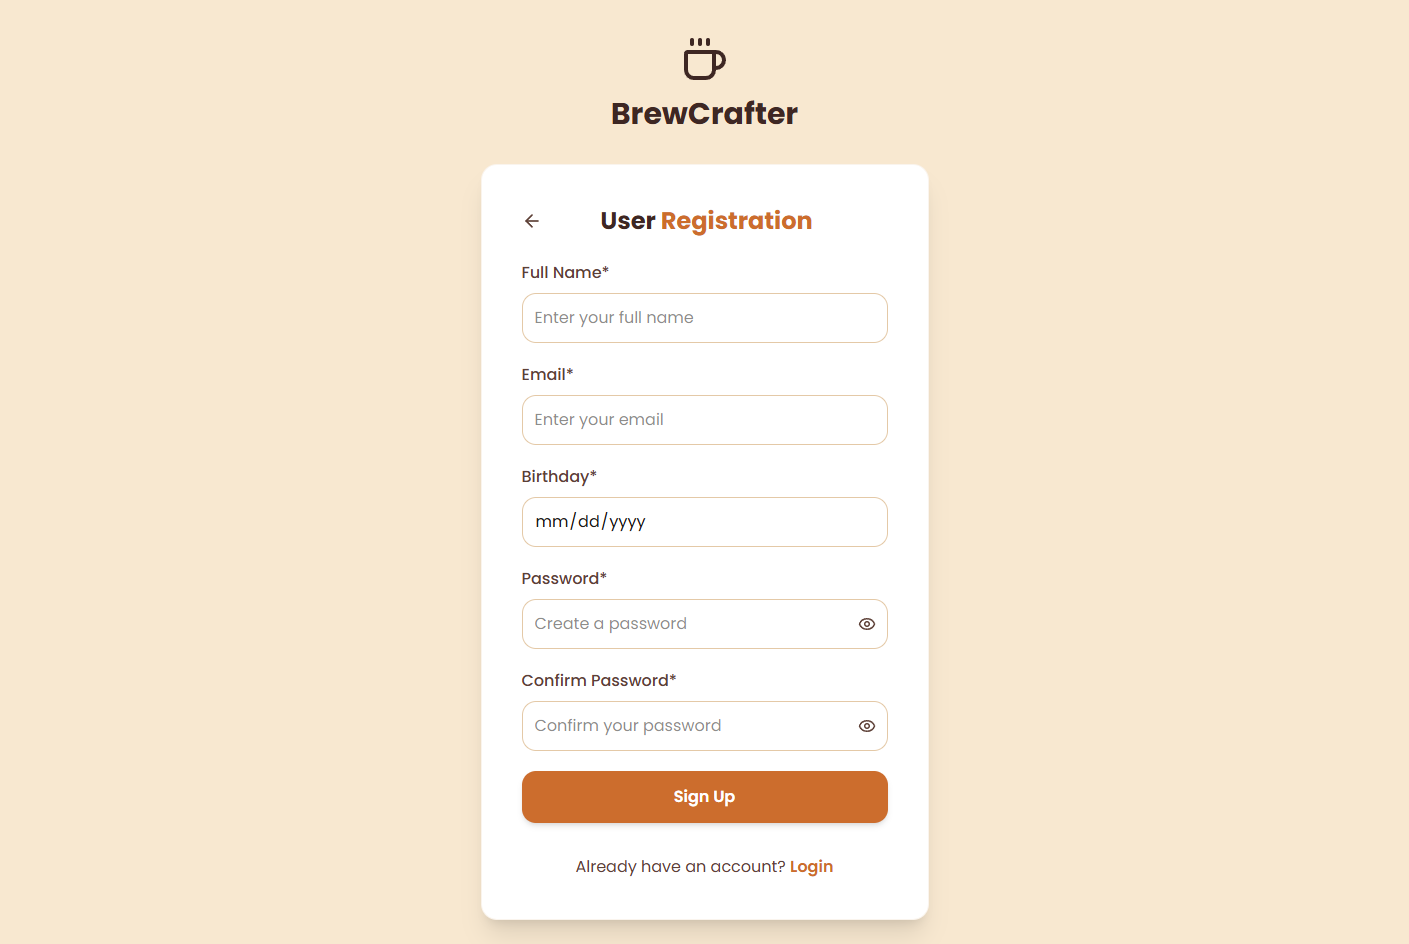 BrewCrafter
User Registration
Full Name*
Enter your full name
Email*
Enter your email
Birthday*
mm/dd/yyyy
Password*
Create a password
Confirm Password*
Confirm your password
Sign Up
Already have an account? Login